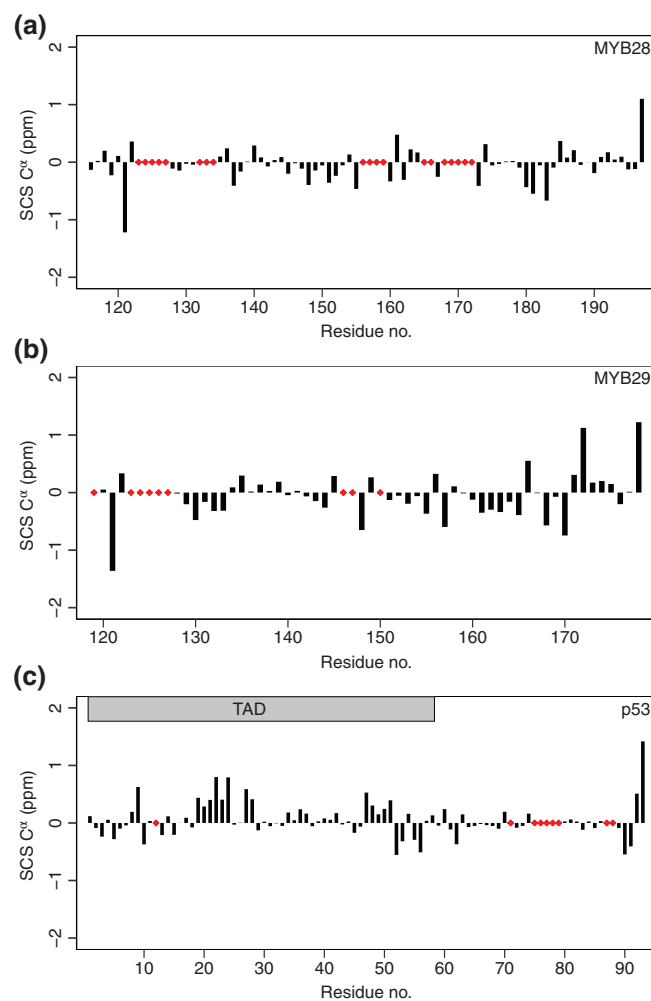 (a)
MYB28
SCS Cα (ppm)
2
1
0
−1
−2
120 130 140 150 160 170 180 190
Residue no.
(b)
MYB29
SCS Cα (ppm)
2
1
0
−1
−2
120 130 140 150 160 170
Residue no.
(c)
TAD p53
SCS Cα (ppm)
2
1
0
−1
−2
10 20 30 40 50 60 70 80 90
Residue no.